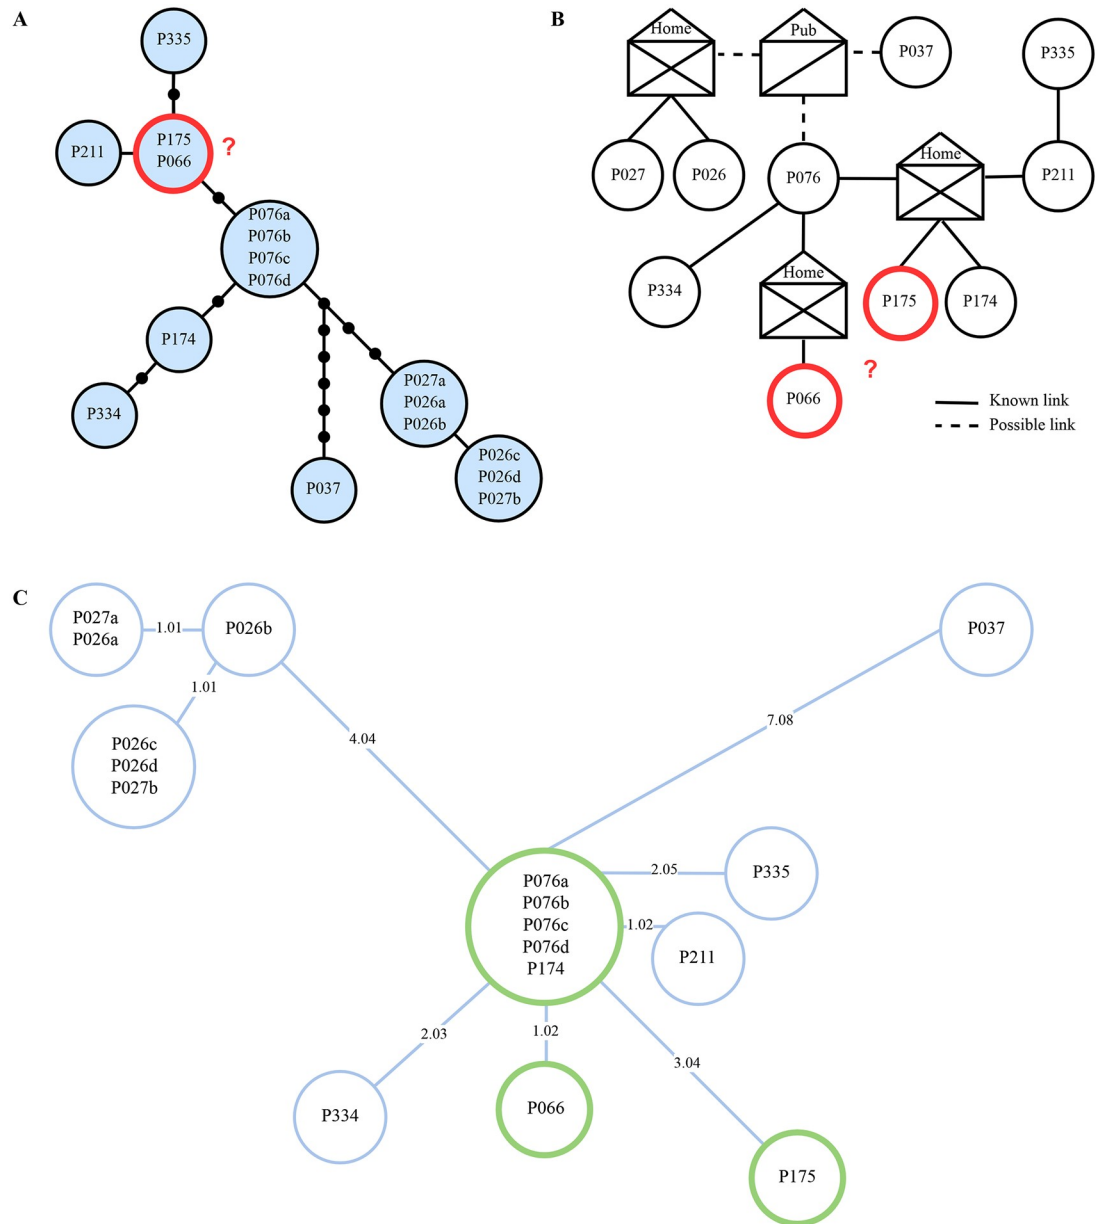 A
P335
P211
P175
P066
?
P076a
P076b
P076c
P076d
P174
P334
P037
P027a
P026a
P026b
P026c
P026d
P027b
B
Home
Pub
P037
P335
P027
P026
P076
Home
P211
P334
Home
P175
P174
P066
?
Known link
Possible link
C
P027a
P026a
1.01
P026b
1.01
P026c
P026d
P027b
4.04
7.08
P037
P076a
P076b
P076c
P076d
P174
2.05
P335
1.02
P211
2.03
P334
1.02
P066
3.04
P175